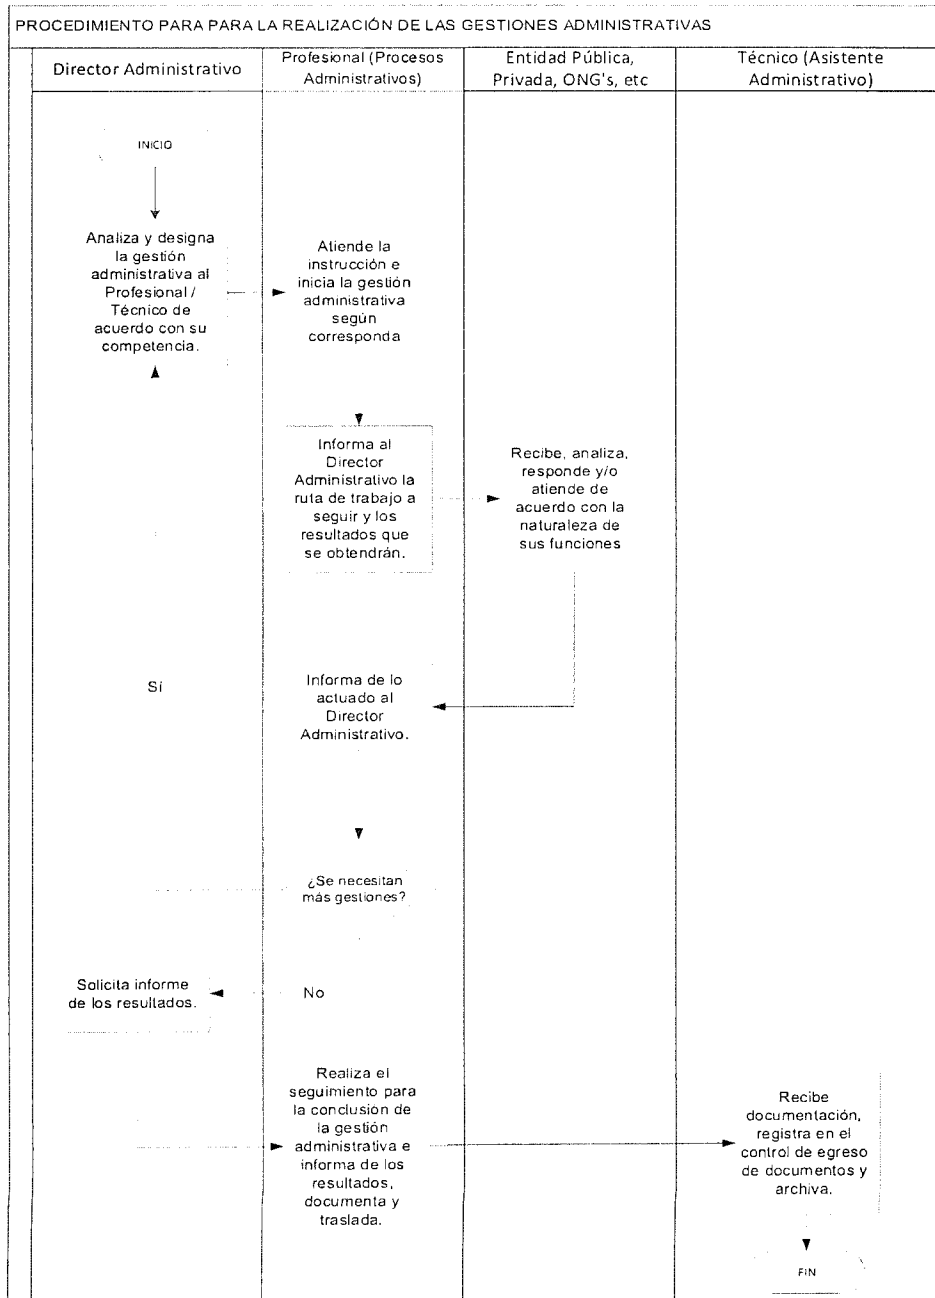 PROCEDIMIENTO PARA PARA LA REALIZACIÓN DE LAS GESTIONES ADMINISTRATIVAS
Director Administrativo
Profesional (Procesos
Administrativos)
Entidad Pública,
Privada, ONG's, etc
Técnico (Asistente
Administrativo)
INICIO
Analiza y designa
la gestión
administrativa al
Profesional /
Técnico de
acuerdo con su
competencia.
Atiende la
instrucción e
inicia la gestión
administrativa
según
corresponda
Informa al
Director
Administrativo la
ruta de trabajo a
seguir y los
resultados que
se obtendrán.
Recibe, analiza,
responde y/o
atiende de
acuerdo con la
naturaleza de
sus funciones
Sí
Informa de lo
actuado al
Director
Administrativo.
¿Se necesitan
más gestiones?
Solicita informe
de los resultados.
No
Realiza el
seguimiento para
la conclusión de
la gestión
administrativa e
informa de los
resultados,
documenta y
traslada.
Recibe
documentación,
registra en el
control de egreso
de documentos y
archiva.
FIN